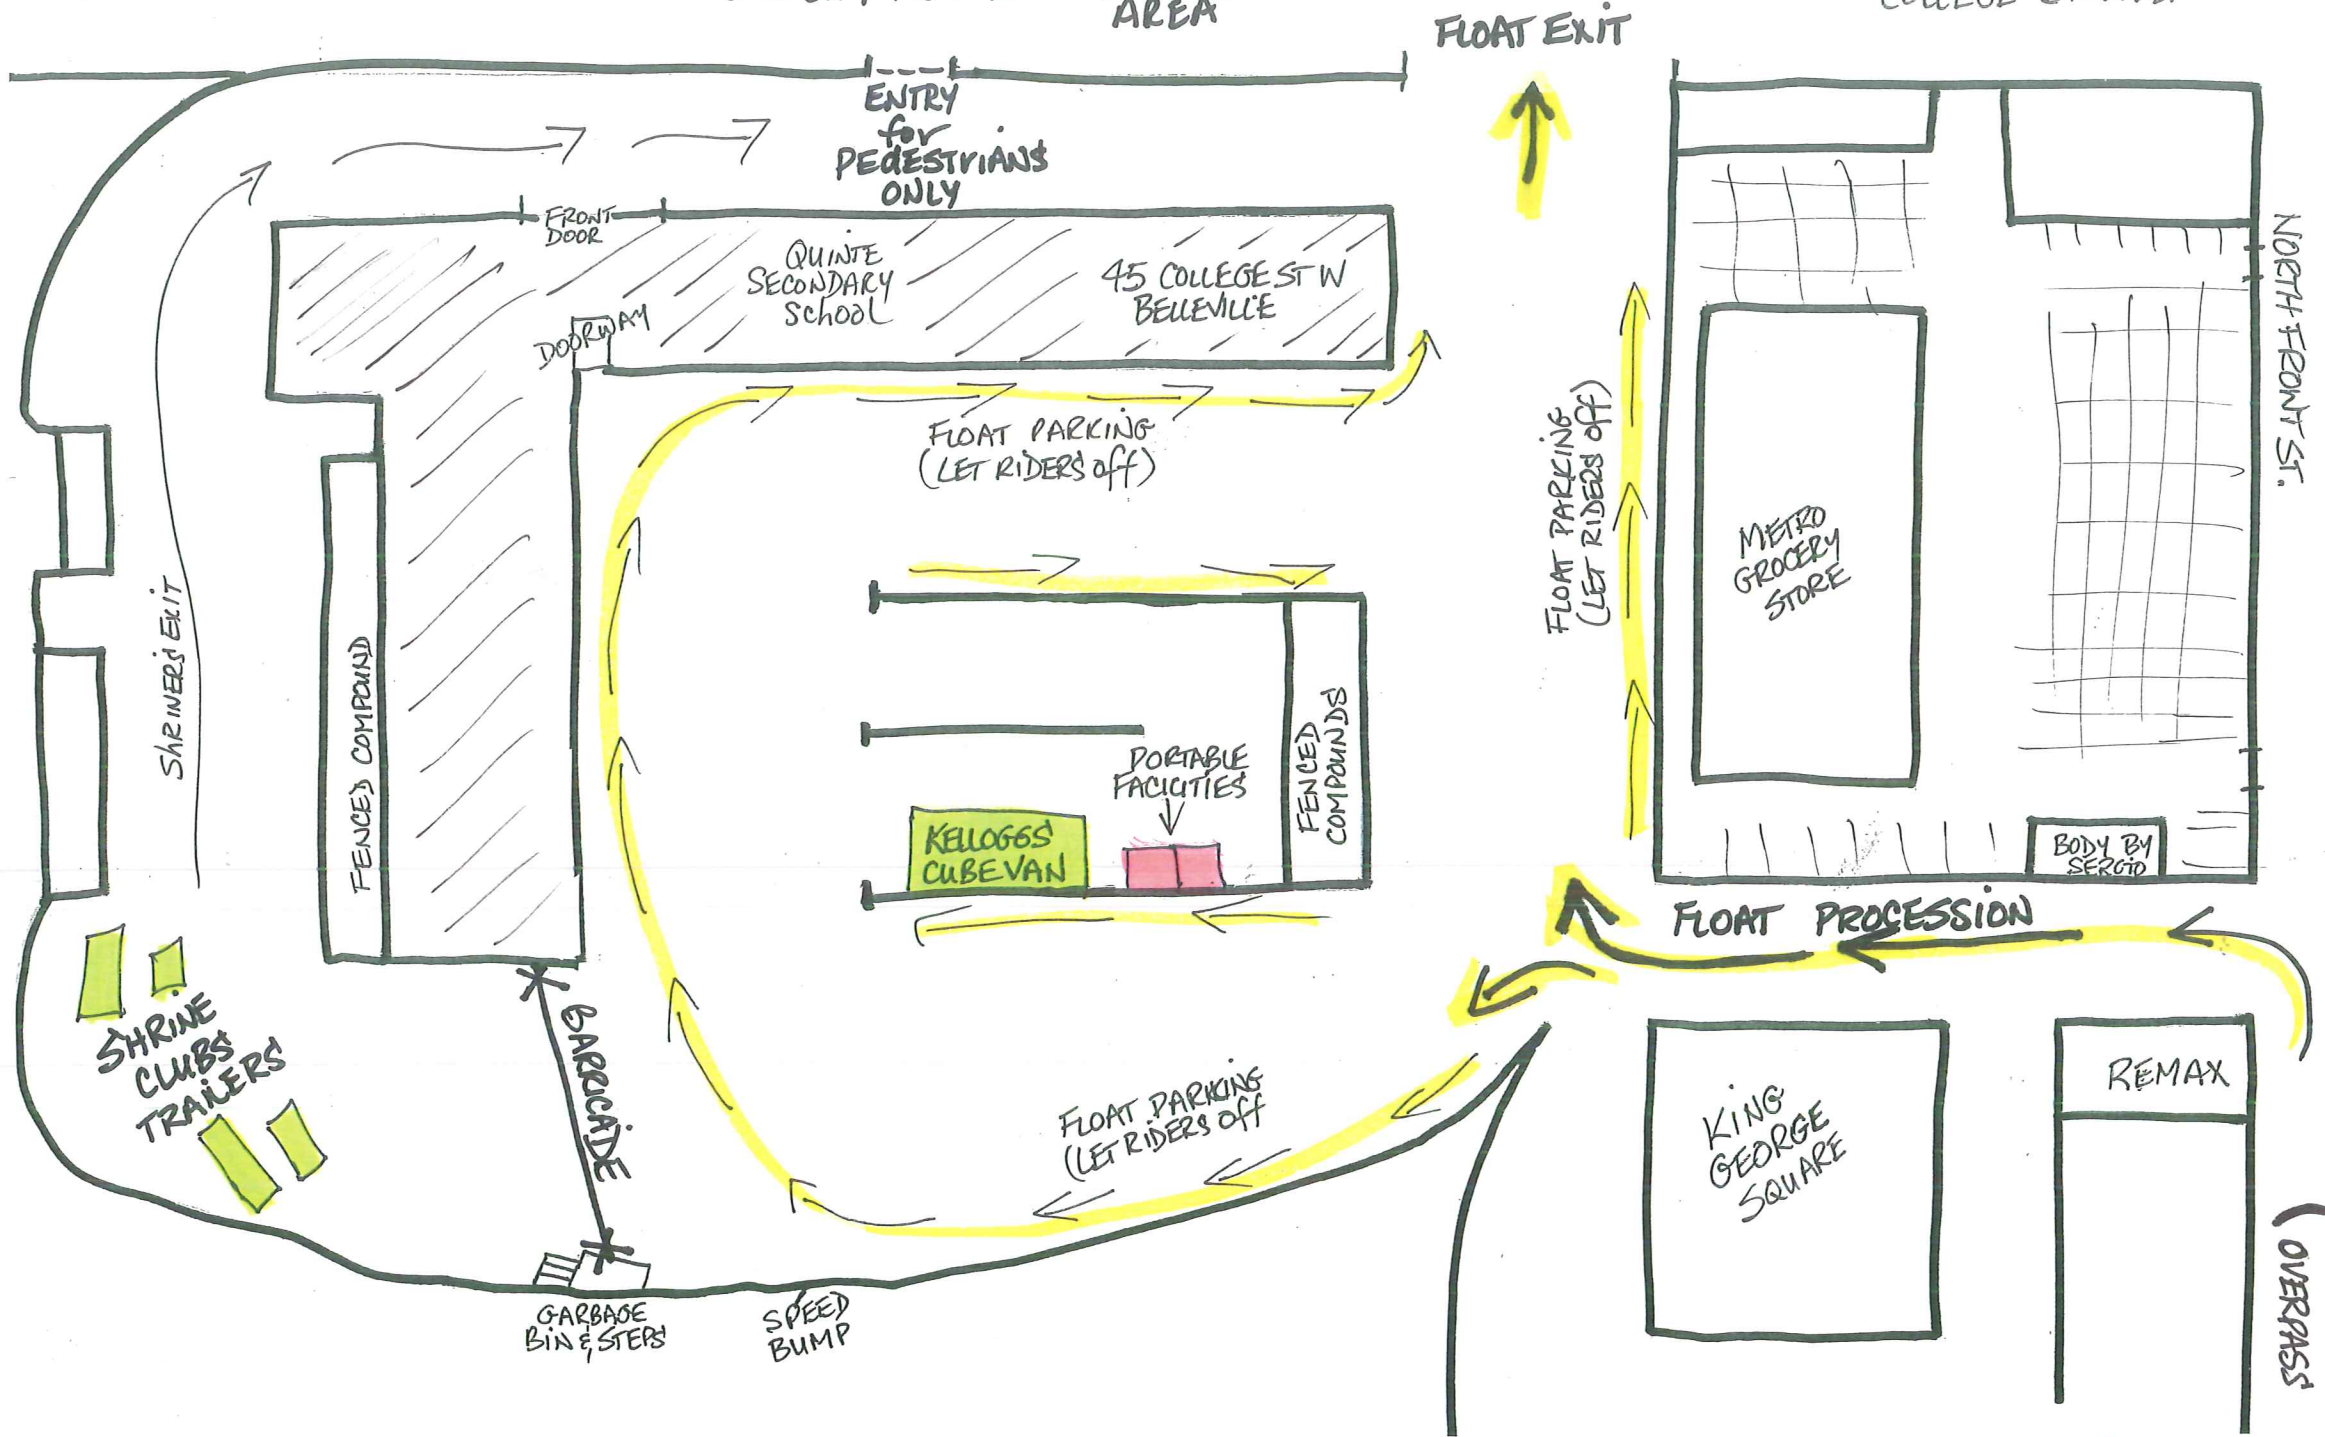 AREA
FLOAT EXIT
COLLEGE ST WEST
ENTRY
for
PEdESTriANS
ONLY
FRONT
DOOR
QUINTE
SECONDARY
School
45 COLLEGE ST W
BELLEVILLE
DOORWAY
NORTH FRONT ST.
FLOAT PARKING
(LET RIDERS off)
FLOAT PARKING
(LET RIDERS off)
METRO
GROCERY
STORE
ShRINERS EXIT
FENCED COMPOUND
PORTABLE
FACILITIES
FENCED
COMPOUNDS
KELLOGGS
CUBEVAN
BODY BY
SERGIO
FLOAT PROCESSION
SHRINE
CLUBS
TRAILERS
BARRICADE
FLOAT PARKING
(LET RIDERS off
KING
GEORGE
SQUARE
REMAX
(OVERPASS
GARBAGE
BIN & STEPS
SPEED
BUMP